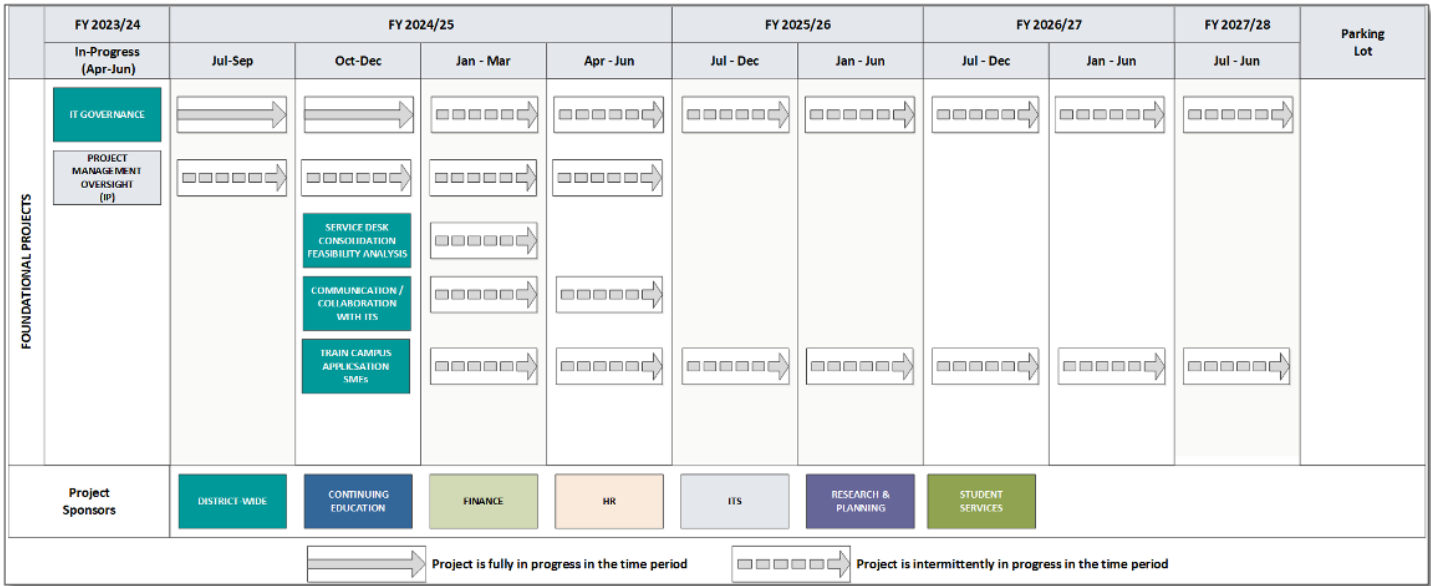 FY 2023/24
FY 2024/25
FY 2025/26
FY 2026/27
FY 2027/28
Parking
Lot
In-Progress
(Apr-Jun)
Jul-Sep
Oct-Dec
Jan - Mar
Apr - Jun
Jul - Dec
Jan - Jun
Jul - Dec
Jan - Jun
Jul - Jun
FOUNDATIONAL PROJECTS
IT GOVERNANCE
PROJECT
MANAGEMENT
OVERSIGHT
(IP)
SERVICE DESK
CONSOLIDATION
FEASIBILITY ANALYSIS
COMMUNICATION /
COLLABORATION
WITH ITS
TRAIN CAMPUS
APPLICSATION
SMEs
Project
Sponsors
DISTRICT-WIDE
CONTINUING
EDUCATION
FINANCE
HR
ITS
RESEARCH &
PLANNING
STUDENT
SERVICES
Project is fully in progress in the time period
Project is intermittently in progress in the time period